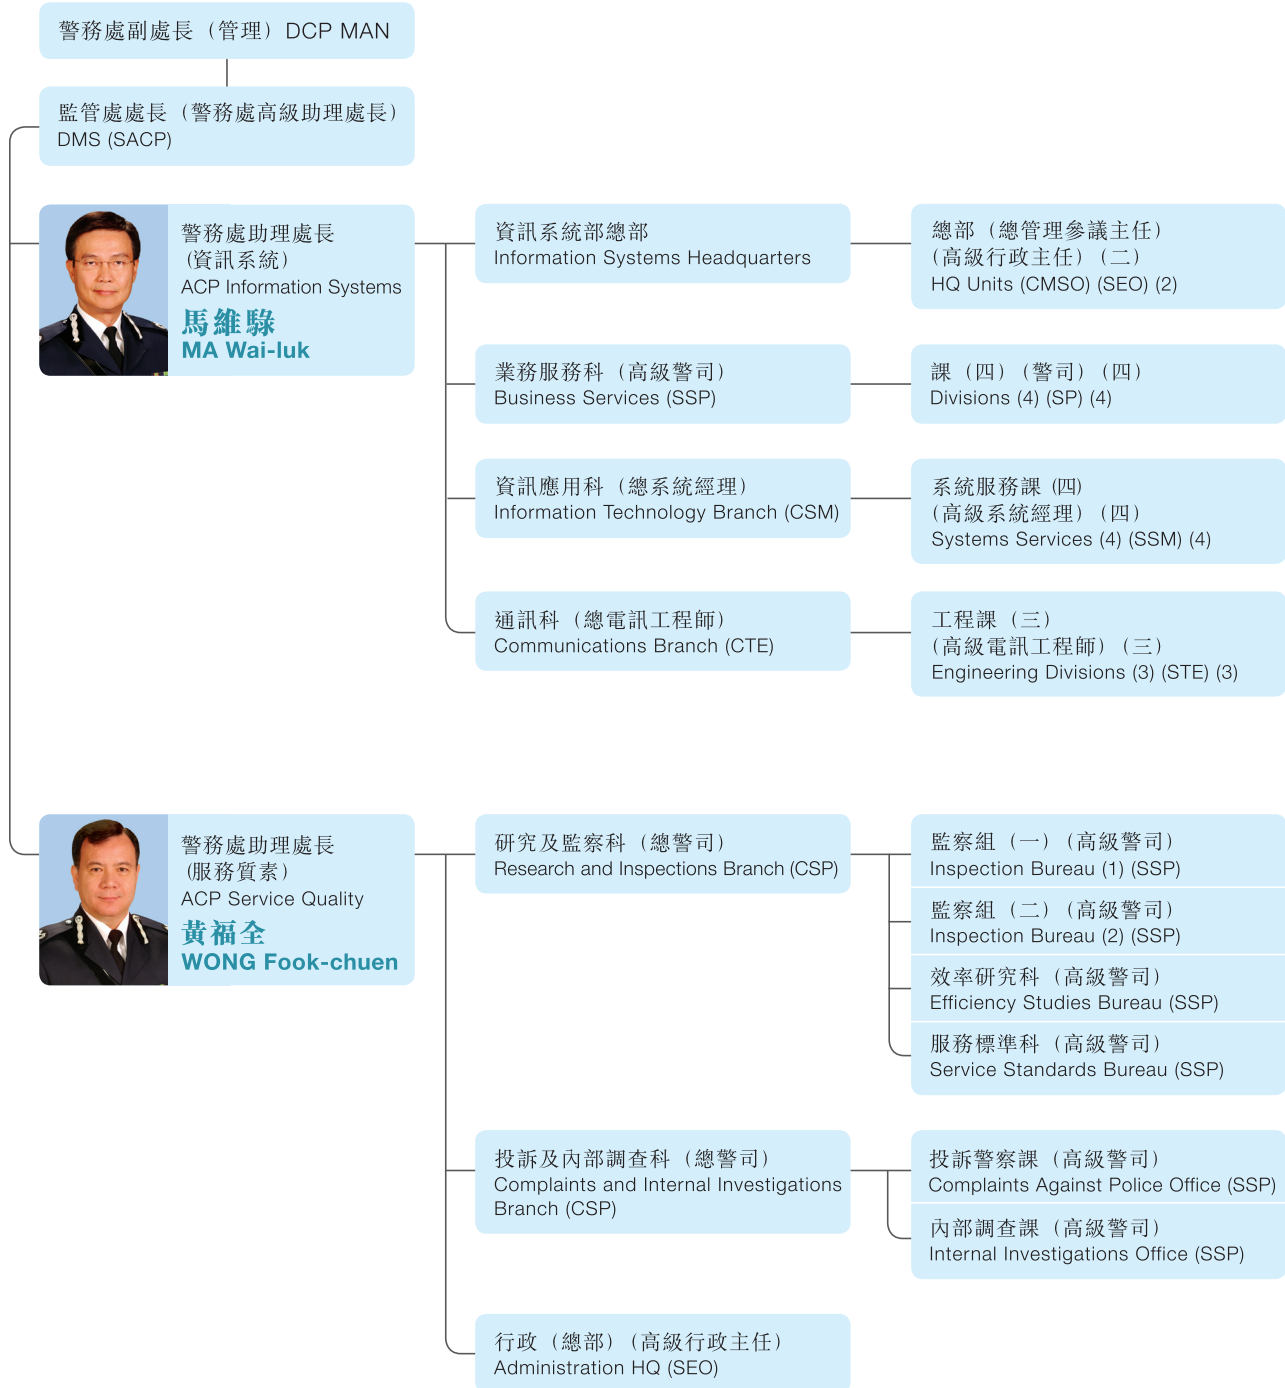 警務處副處長（管理）DCP MAN
監管處處長（警務處高級助理處長）
DMS (SACP)
警務處助理處長
(資訊系統）
ACP Information Systems
馬維騄
MA Wai-luk
資訊系統部總部
Information Systems Headquarters
總部（總管理參議主任）
(高級行政主任）（二）
HQ Units (CMSO) (SEO) (2)
業務服務科（高級警司）
Business Services (SSP)
課（四）（警司）（四）
Divisions (4) (SP) (4)
資訊應用科（總系統經理）
Information Technology Branch (CSM)
系統服務課 (四)
(高級系統經理）（四）
Systems Services (4) (SSM) (4)
通訊科（總電訊工程師）
Communications Branch (CTE)
工程課（三）
(高級電訊工程師）（三）
Engineering Divisions (3) (STE) (3)
警務處助理處長
(服務質素）
ACP Service Quality
黃福全
WONG Fook-chuen
研究及監察科（總警司）
Research and Inspections Branch (CSP)
監察組（一）（高級警司）
Inspection Bureau (1) (SSP)
監察組（二）（高級警司）
Inspection Bureau (2) (SSP)
效率研究科（高級警司）
Efficiency Studies Bureau (SSP)
服務標準科（高級警司）
Service Standards Bureau (SSP)
投訴及內部調查科（總警司）
Complaints and Internal Investigations
Branch (CSP)
投訴警察課（高級警司）
Complaints Against Police Office (SSP)
內部調查課（高級警司）
Internal Investigations Office (SSP)
行政（總部）（高級行政主任）
Administration HQ (SEO)